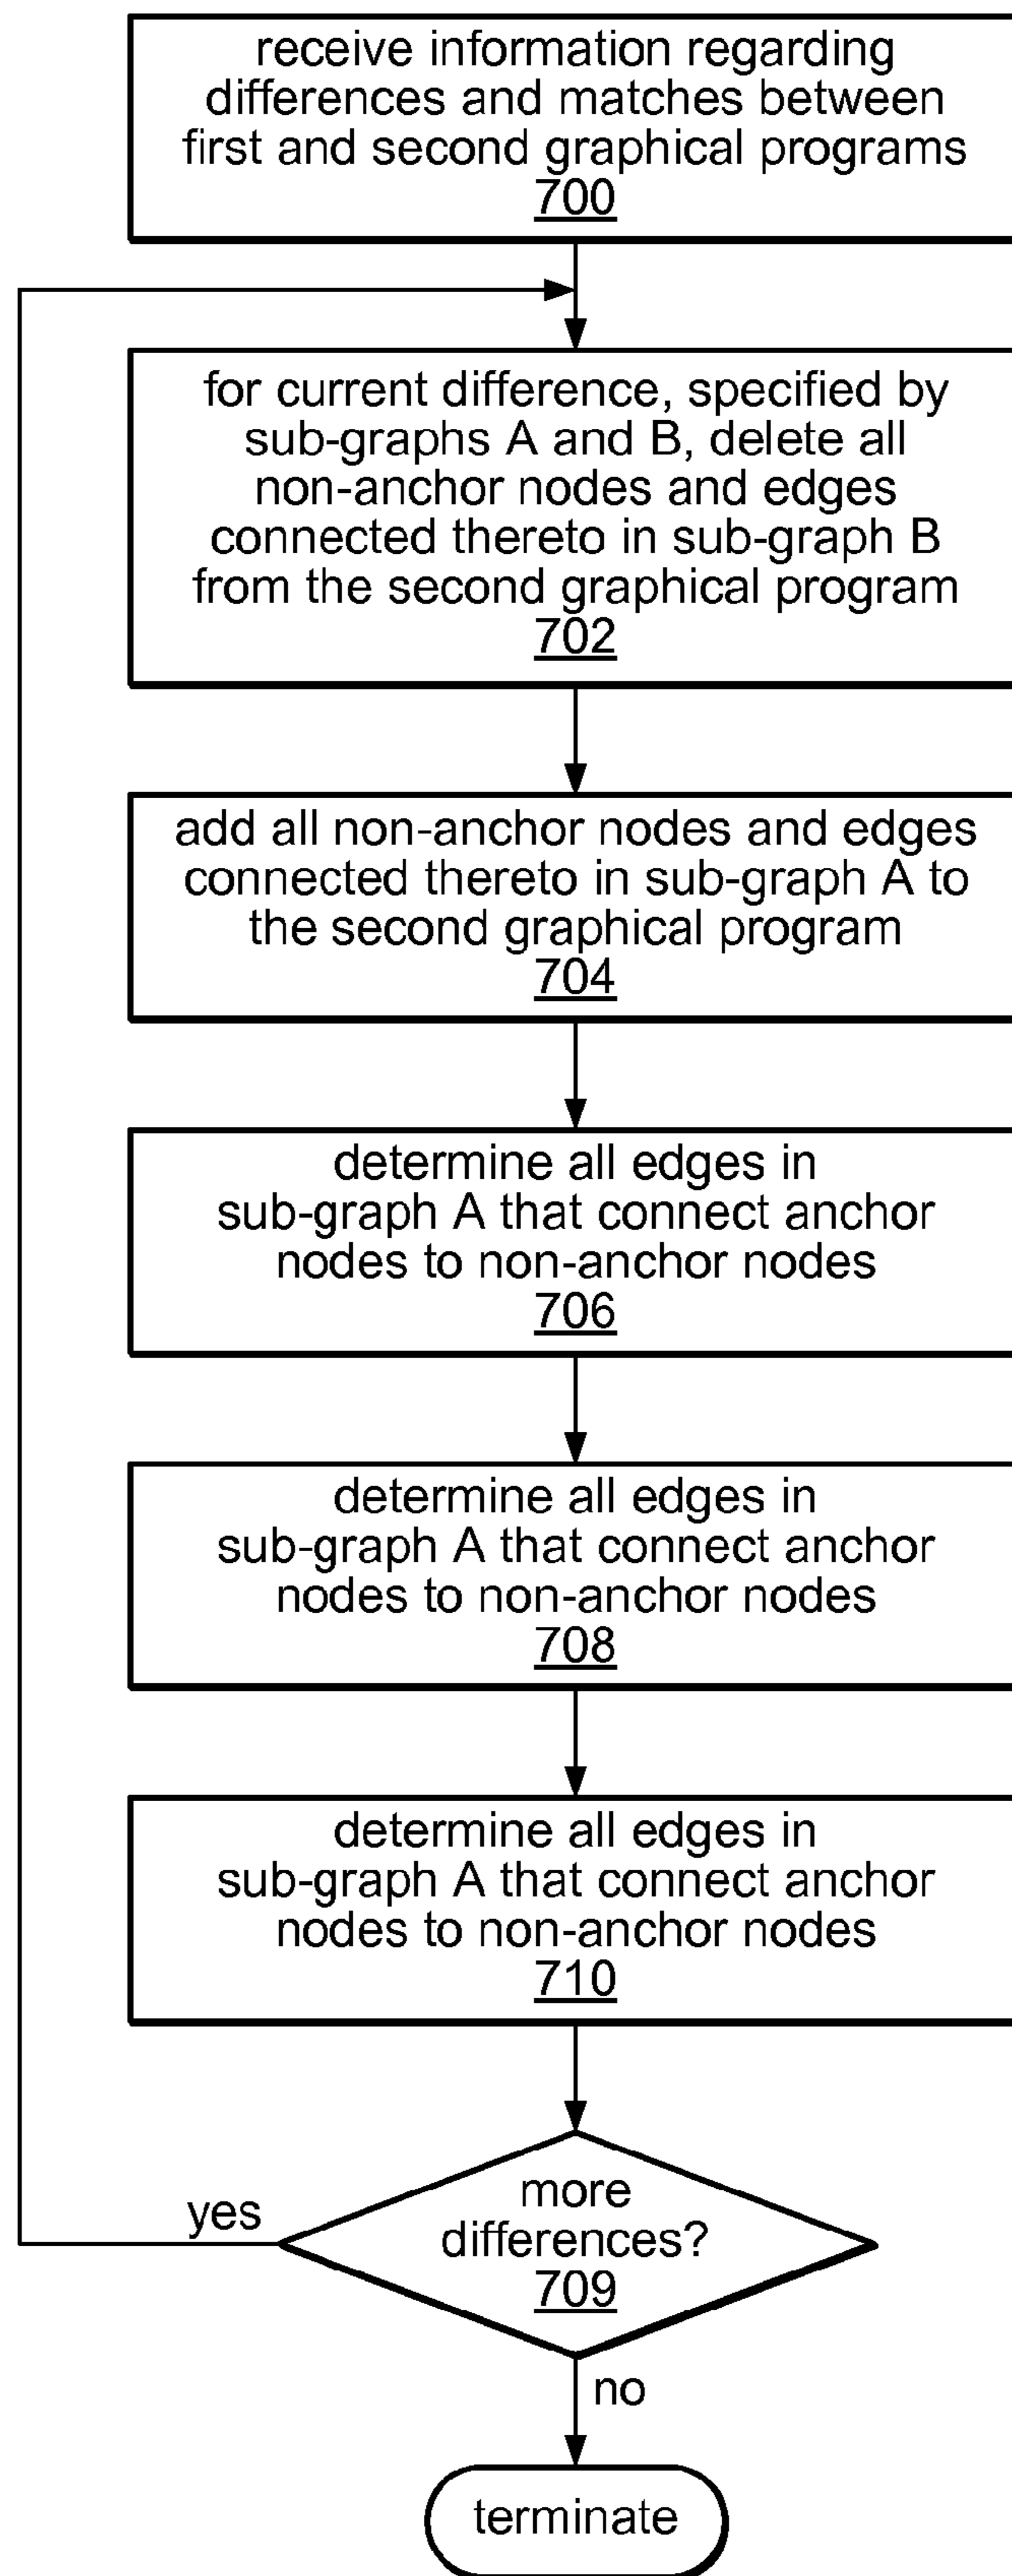 receive information regarding
differences and matches between
first and second graphical programs
700
for current difference, specified by
sub-graphs A and B, delete all
non-anchor nodes and edges
connected thereto in sub-graph B
from the second graphical program
702
add all non-anchor nodes and edges
connected thereto in sub-graph A to
the second graphical program
704
determine all edges in
sub-graph A that connect anchor
nodes to non-anchor nodes
706
determine all edges in
sub-graph A that connect anchor
nodes to non-anchor nodes
708
determine all edges in
sub-graph A that connect anchor
nodes to non-anchor nodes
710
more
differences?
709
yes
no
terminate